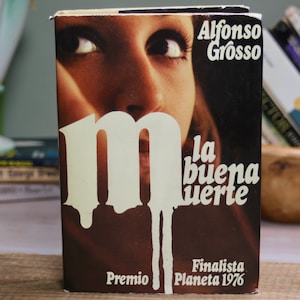 Alfonso
Grosso
la
buena
muerte
Finalista
Premio Planeta 1976